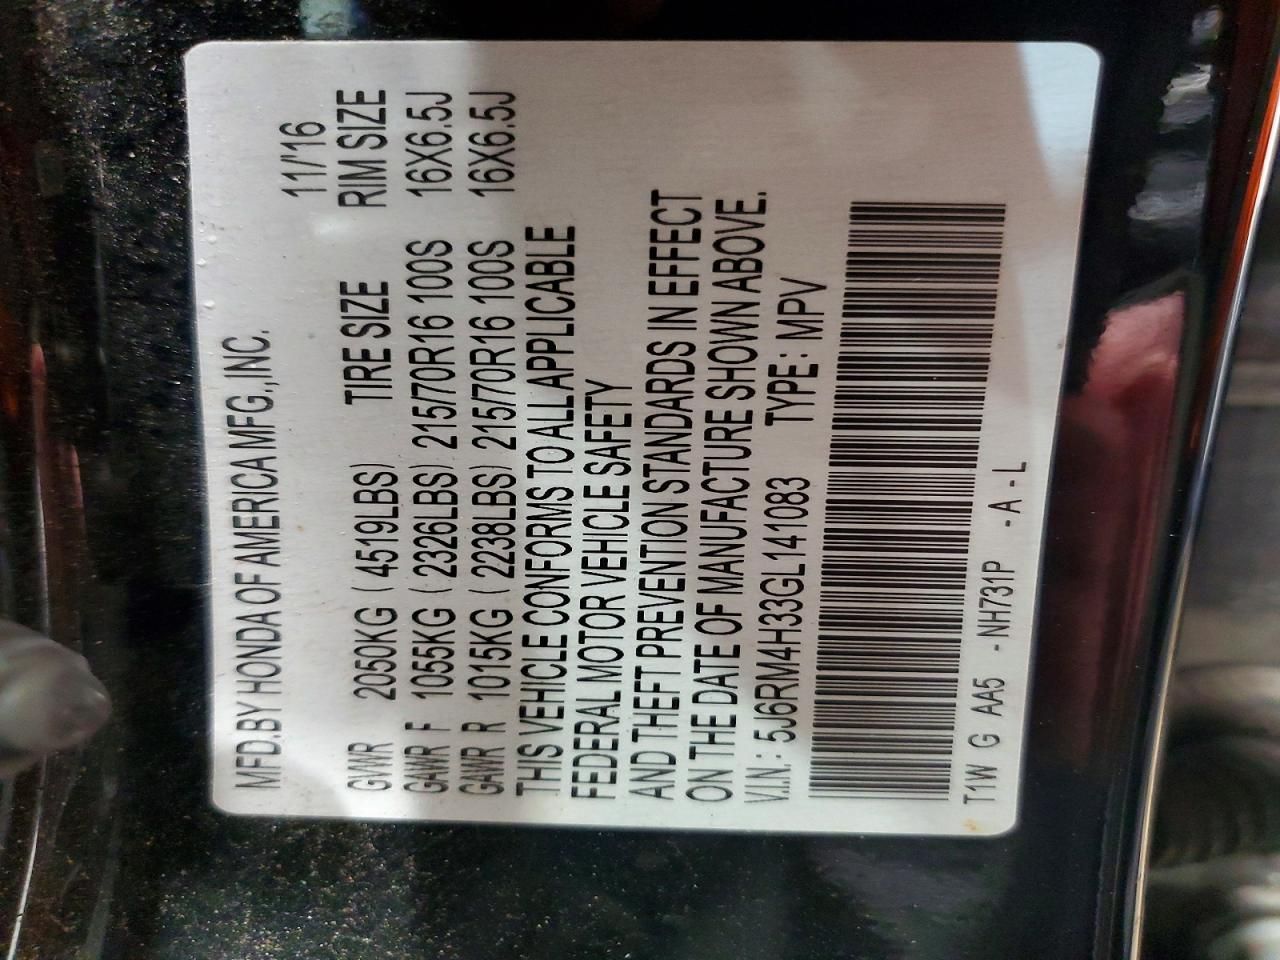 MFD.BY HONDA OF AMERICA MFG.,INC.
11/'16
GVWR 2050KG ( 4519LBS) TIRE SIZE RIM SIZE
GAWR F 1055KG ( 2326LBS) 215/70R16 100S 16X6.5J
GAWR R 1015KG ( 2238LBS) 215/70R16 100S 16X6.5J
THIS VEHICLE CONFORMS TO ALL APPLICABLE
FEDERAL MOTOR VEHICLE SAFETY
AND THEFT PREVENTION STANDARDS IN EFFECT
ON THE DATE OF MANUFACTURE SHOWN ABOVE.
V.I.N.: 5J6RM4H33GL141083 TYPE: MPV
T1W G AA5 -NH731P -A-L